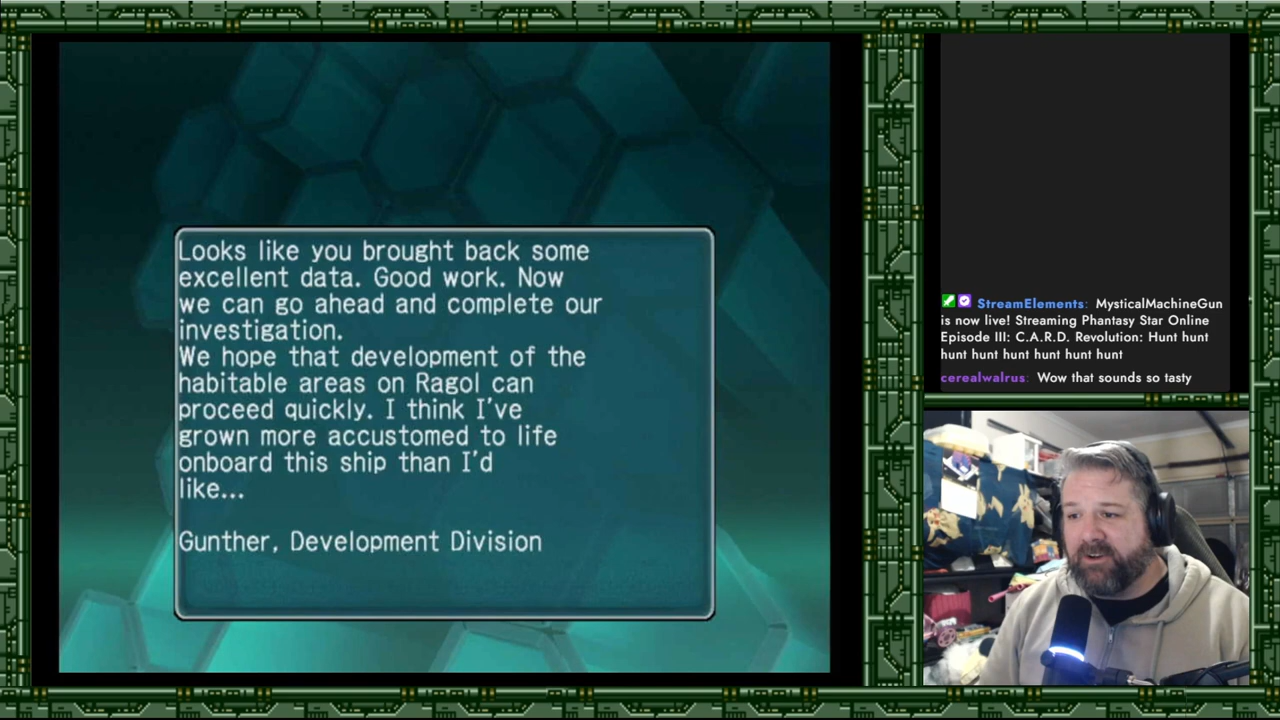 Looks like you brought back some
excellent data. Good work. Now
we can go ahead and complete our
investigation.
We hope that development of the
habitable areas on Ragol can
proceed quickly. I think I've
grown more accustomed to life
onboard this ship than I'd
like...
Gunther, Development Division
StreamElements: MysticalMachineGun
is now live! Streaming Phantasy Star Online
Episode III: C.A.R.D. Revolution: Hunt hunt
hunt hunt hunt hunt hunt hunt
cerealwalrus: Wow that sounds so tasty